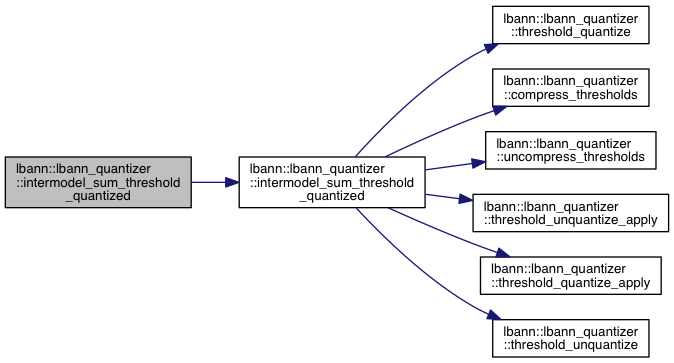 lbann::lbann_quantizer
::intermodel_sum_threshold
_quantized
lbann::lbann_quantizer
::intermodel_sum_threshold
_quantized
lbann::lbann_quantizer
::threshold_quantize
lbann::lbann_quantizer
::compress_thresholds
lbann::lbann_quantizer
::uncompress_thresholds
lbann::lbann_quantizer
::threshold_unquantize_apply
lbann::lbann_quantizer
::threshold_quantize_apply
lbann::lbann_quantizer
::threshold_unquantize